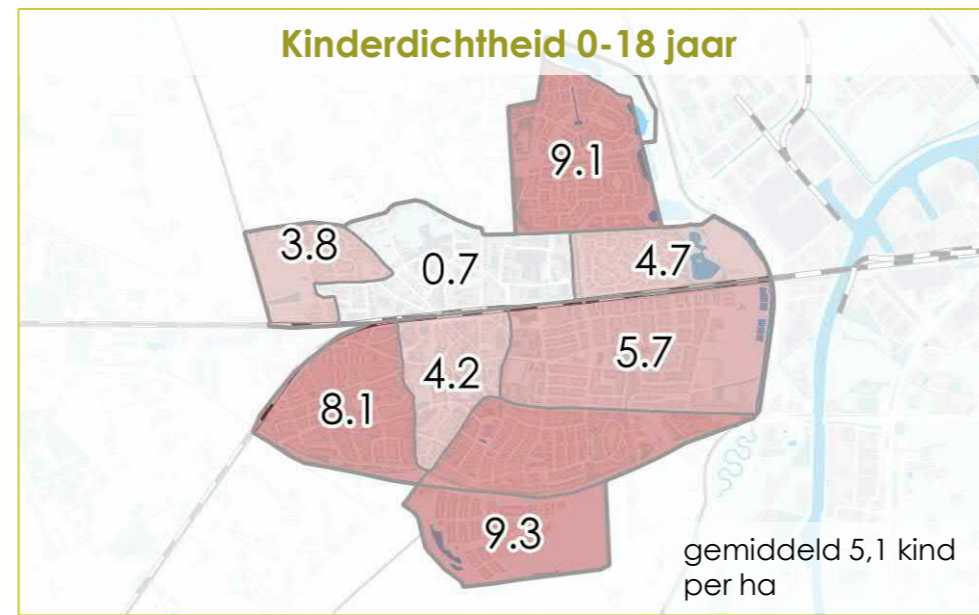 Kinderdichtheid 0-18 jaar
9.1
3.8
0.7
4.7
5.7
4.2
8.1
9.3
gemiddeld 5,1 kind
per ha